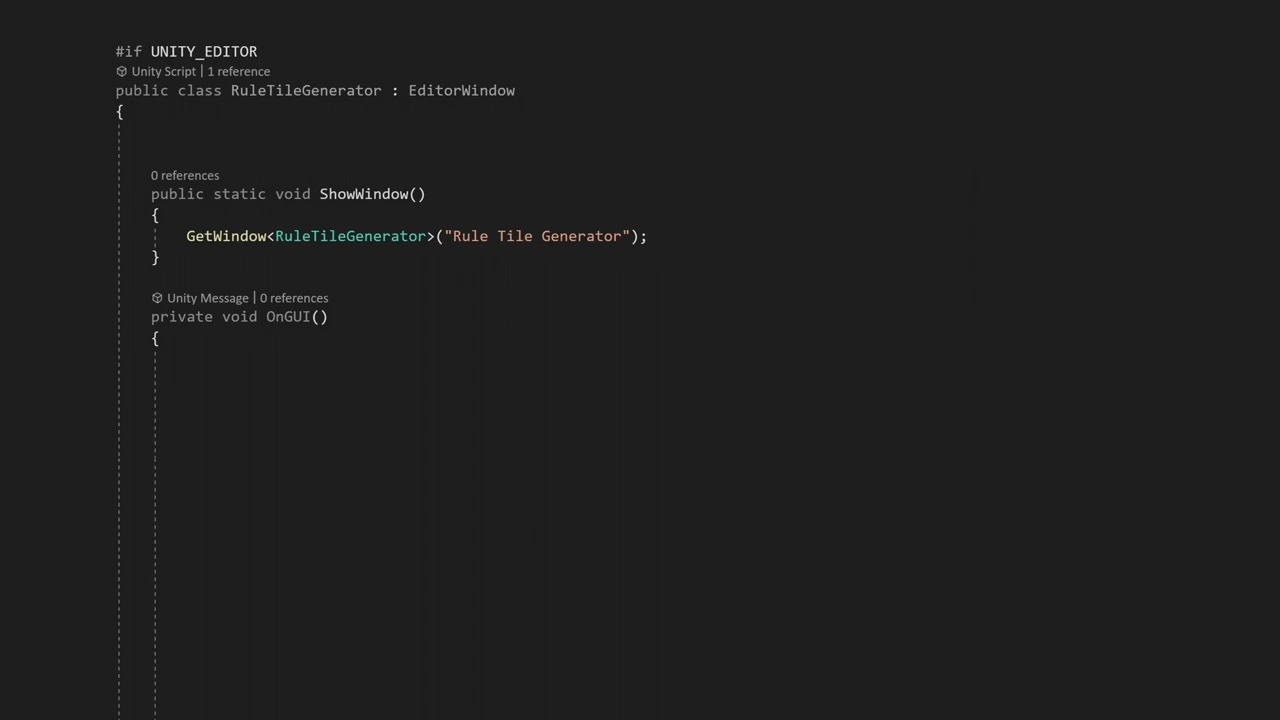 #if UNITY_EDITOR
Unity Script | 1 reference
public class RuleTileGenerator : EditorWindow
{
0 references
public static void ShowWindow()
{
GetWindow<RuleTileGenerator>("Rule Tile Generator");
}
Unity Message | 0 references
private void OnGUI()
{